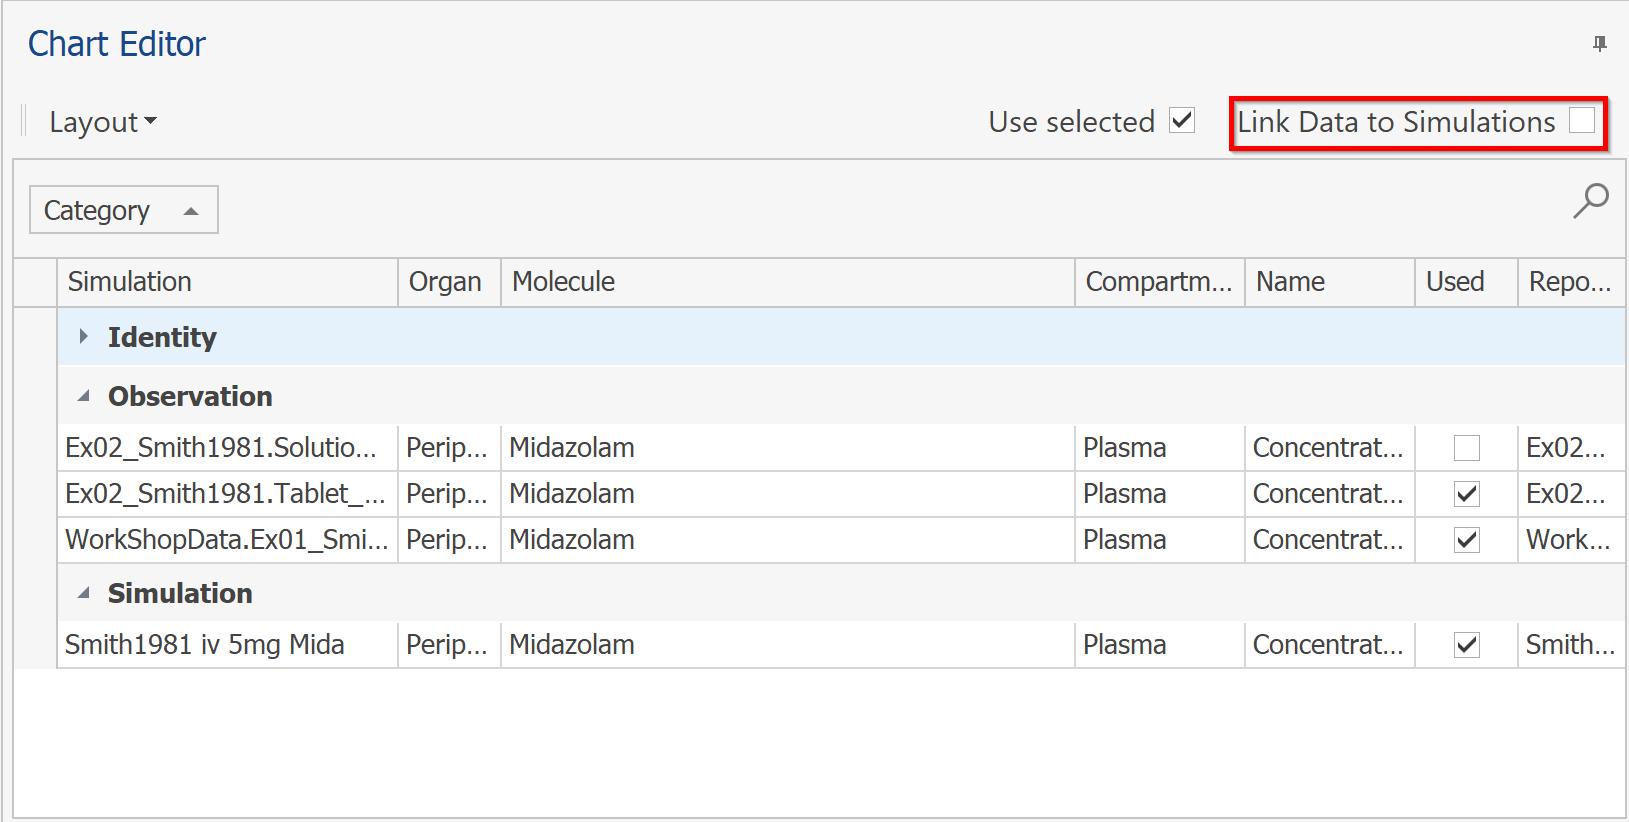 Chart Editor
Layout
Use selected
Link Data to Simulations
Category
Simulation Organ Molecule Compartm... Name Used Repo...
Identity
Observation
Ex02_Smith1981.Solutio... Perip... Midazolam Plasma Concentrat... Ex02...
Ex02_Smith1981.Tablet_... Perip... Midazolam Plasma Concentrat... Ex02...
WorkShopData.Ex01_Smi... Perip... Midazolam Plasma Concentrat... Work...
Simulation
Smith1981 iv 5mg Mida Perip... Midazolam Plasma Concentrat... Smith...